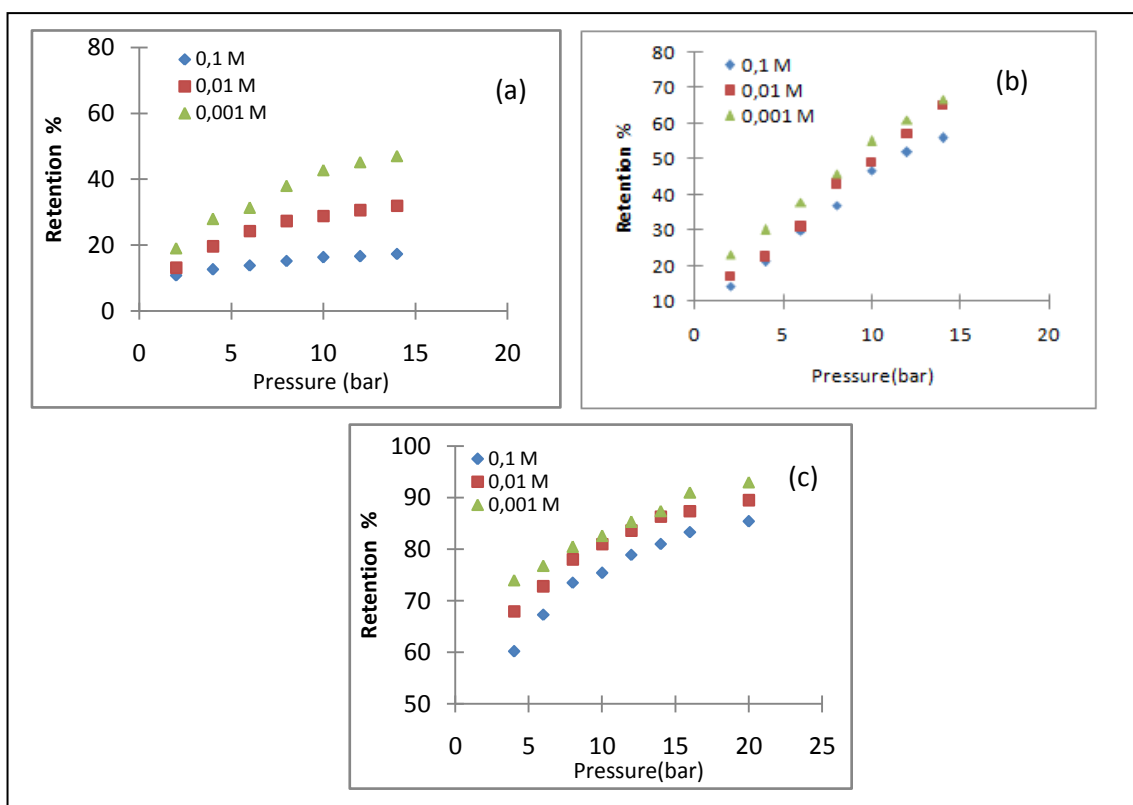 80
60
40
20
0
Retention %
0,1 M
0,01 M
0,001 M
(a)
0 5 10 15 20
Pressure (bar)
80
70
60
50
40
30
20
10
Retention %
0,1 M
0,01 M
0,001 M
(b)
0 5 10 15 20
Pressure(bar)
100
90
80
70
60
50
Retention %
0,1 M
0,01 M
0,001 M
(c)
0 5 10 15 20 25
Pressure(bar)